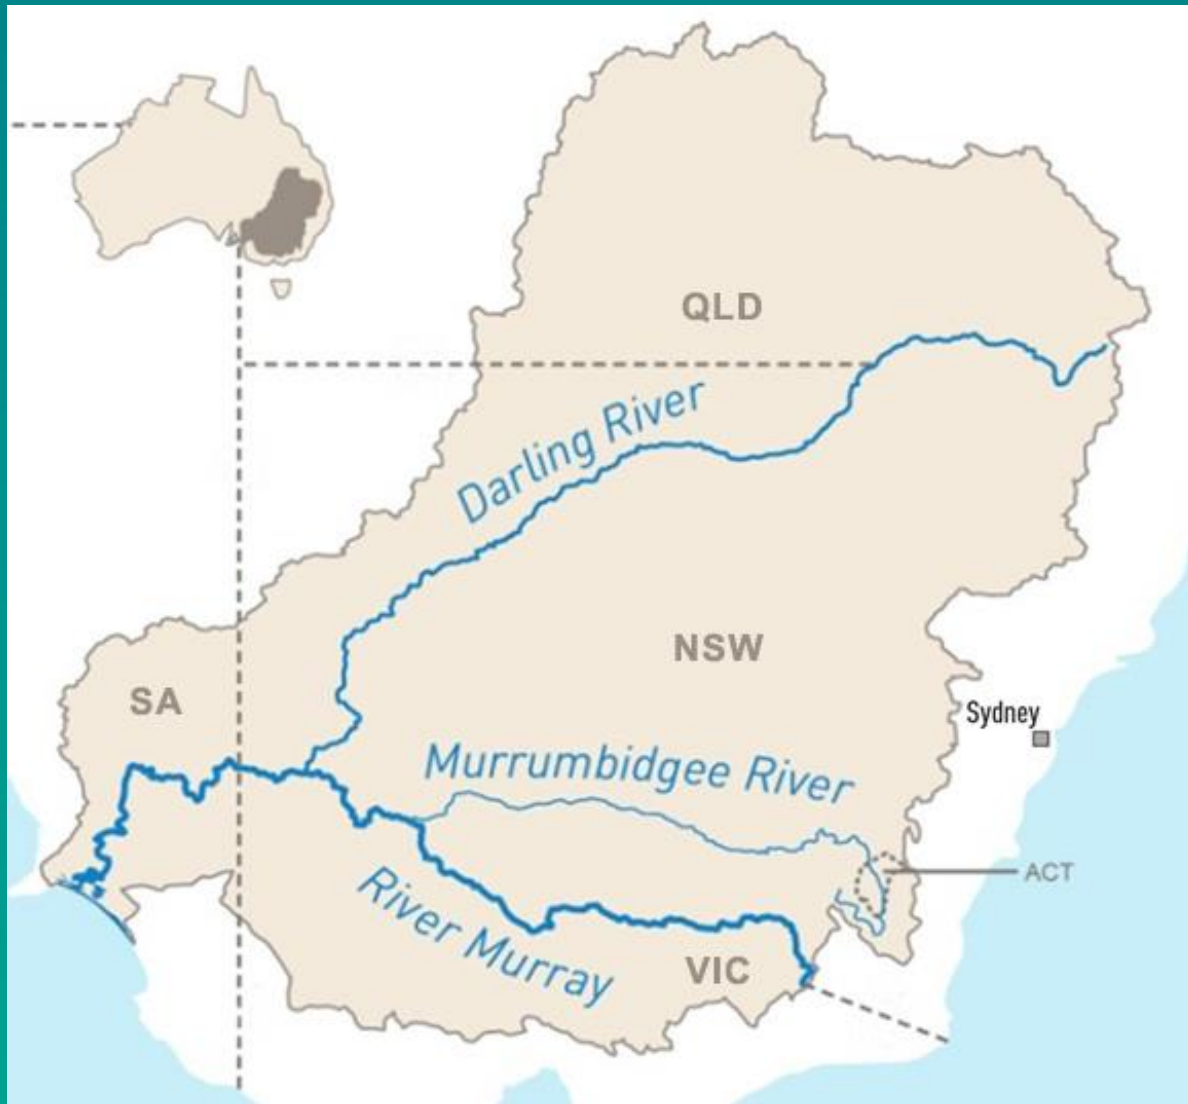 QLD
Darling River
NSW
SA
Sydney
Murrumbidgee River
ACT
River Murray
VIC